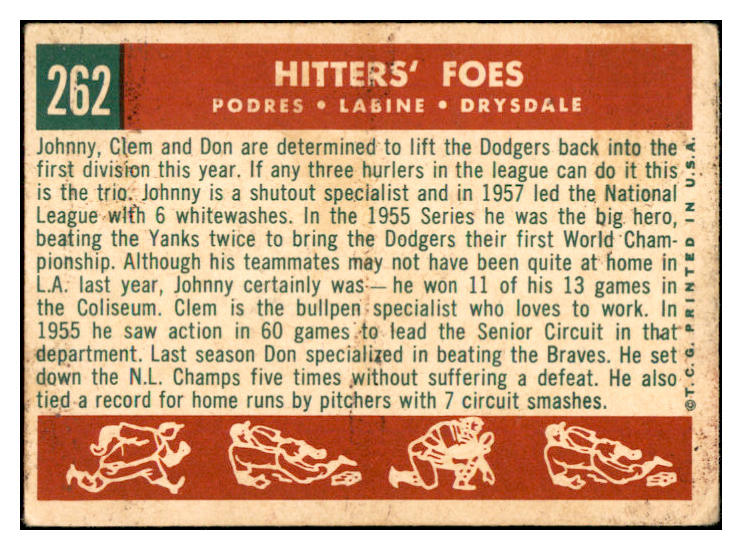 262
HITTERS' FOES
PODRES • LABINE • DRYSDALE
Johnny, Clem and Don are determined to lift the Dodgers back into the
first division this year. If any three hurlers in the league can do it this
is the trio. Johnny is a shutout specialist and in 1957 led the National
League with 6 whitewashes. In the 1955 Series he was the big hero,
beating the Yanks twice to bring the Dodgers their first World Cham-
pionship. Although his teammates may not have been quite at home in
L.A. last year, Johnny certainly was—he won 11 of his 13 games in
the Coliseum. Clem is the bullpen specialist who loves to work. In
1955 he saw action in 60 games to lead the Senior Circuit in that
department. Last season Don specialized in beating the Braves. He set
down the N.L. Champs five times without suffering a defeat. He also
tied a record for home runs by pitchers with 7 circuit smashes.
©T.C.G. PRINTED IN U.S.A.